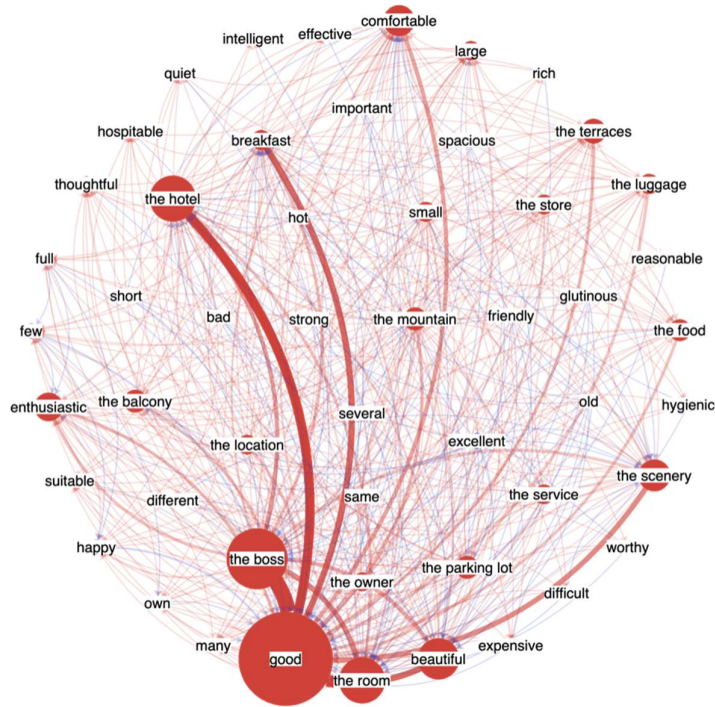 comfortable
effective
intelligent
large
quiet
rich
important
hospitable
breakfast
spacious
the terraces
thoughtful
the hotel
the luggage
hot
small
the store
full
reasonable
short
glutinous
bad
strong
the mountain
friendly
few
the food
enthusiastic
the balcony
several
old
hygienic
the location
excellent
suitable
the scenery
different
same
the service
happy
worthy
the boss
the owner
the parking lot
difficult
own
many
good
the room
beautiful
expensive